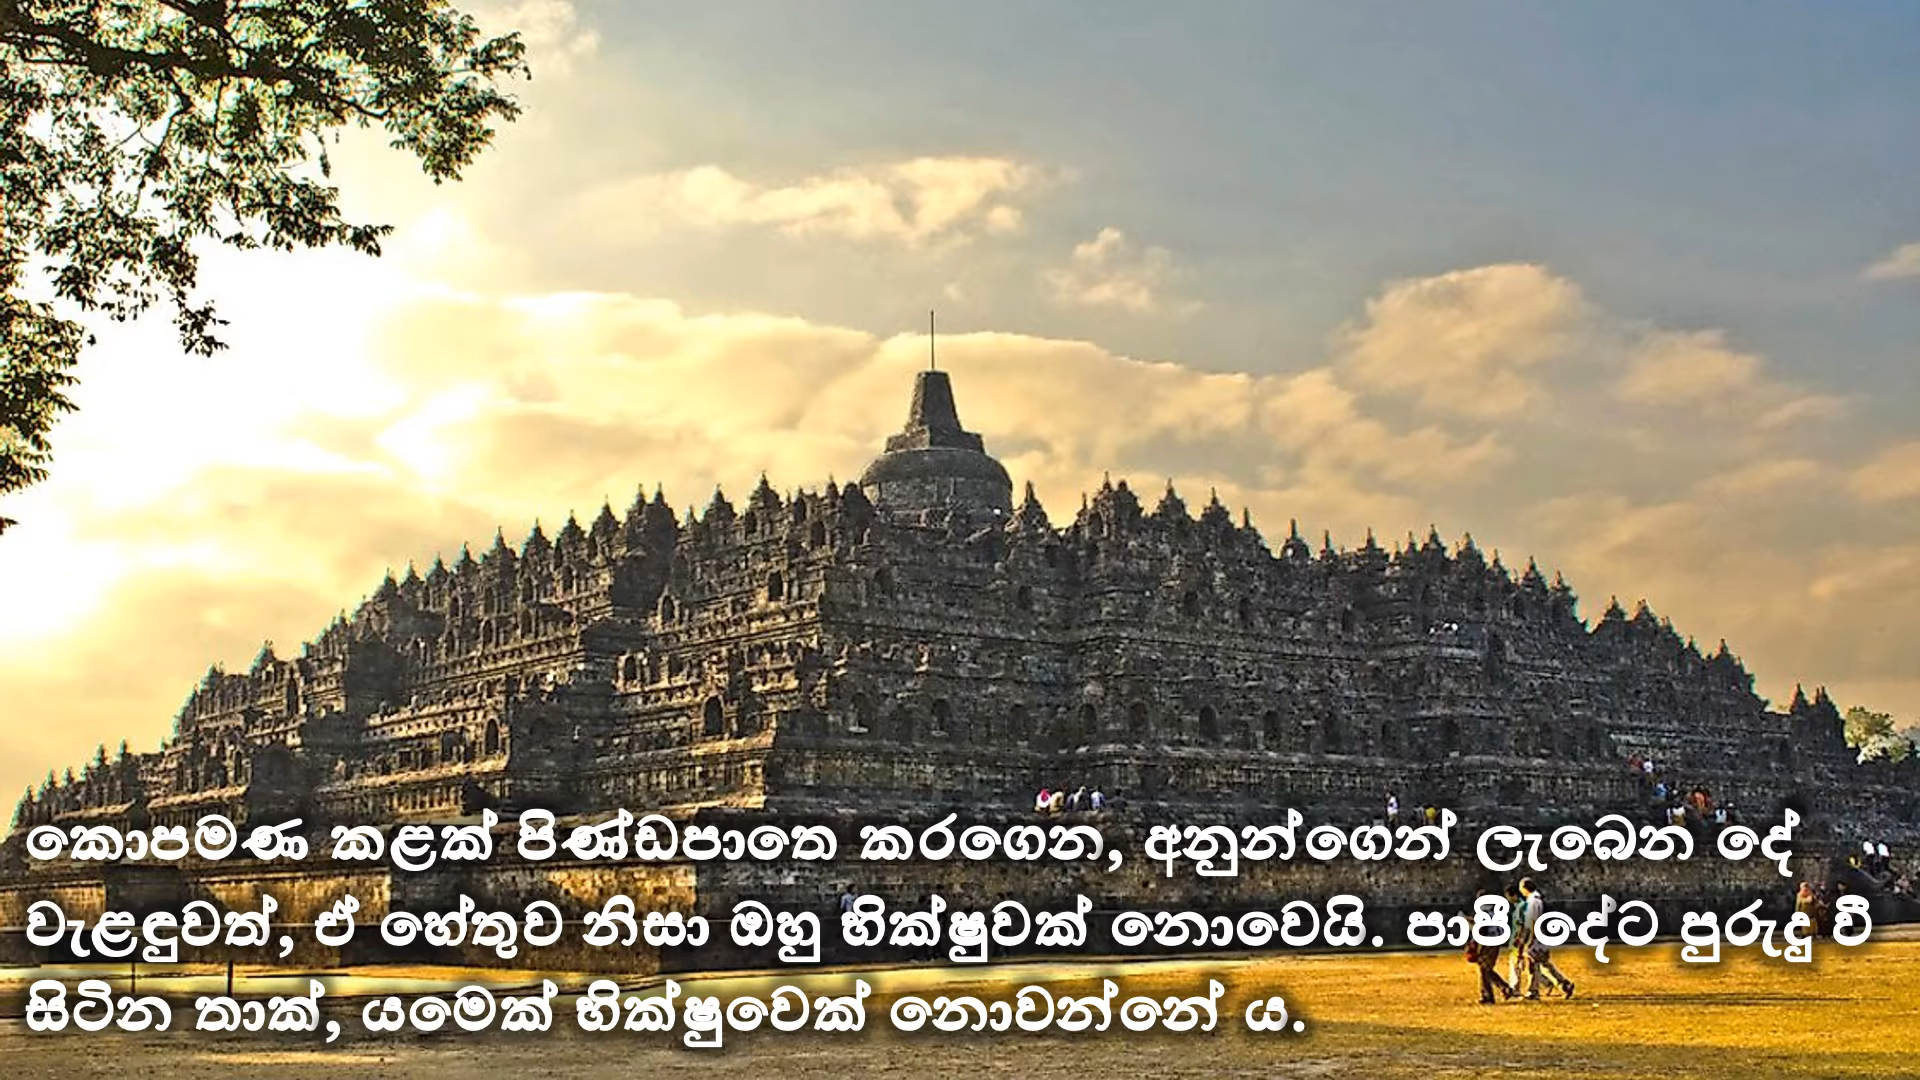 කොපමණ කළක් පිණ්ඩපාතෙ කරගෙන, අනුන්ගෙන් ලැබෙන දේ
වැළඳුවත්, ඒ හේතුව නිසා ඔහු භික්ෂුවක් නොවෙයි. පාපී දේට පුරුදු වී
සිටින තාක්, යමෙක් භික්ෂුවෙක් නොවන්නේ ය.